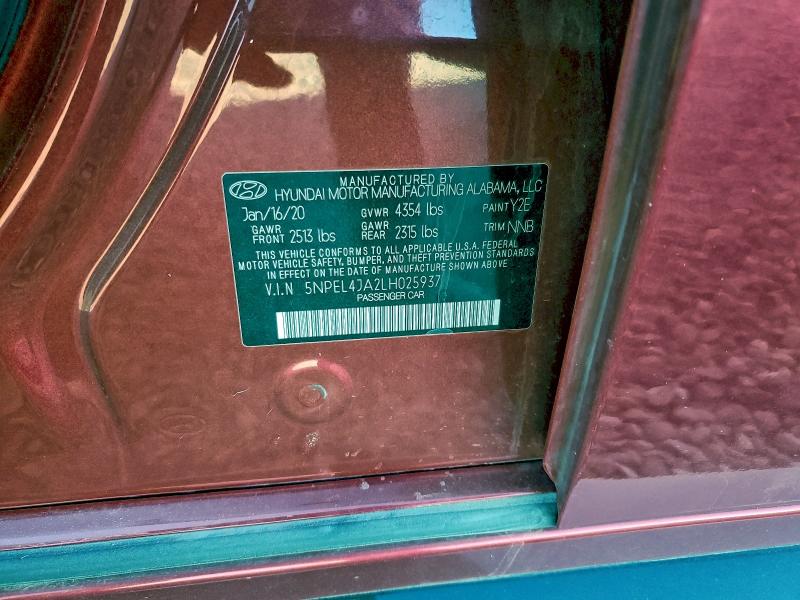 MANUFACTURED BY
HYUNDAI MOTOR MANUFACTURING ALABAMA, LLC
Jan/16/20 GVWR 4354 lbs PAINT Y2E
GAWR FRONT 2513 lbs GAWR REAR 2315 lbs TRIM NNB
THIS VEHICLE CONFORMS TO ALL APPLICABLE U.S.A. FEDERAL
MOTOR VEHICLE SAFETY, BUMPER, AND THEFT PREVENTION STANDARDS
IN EFFECT ON THE DATE OF MANUFACTURE SHOWN ABOVE
V.I.N 5NPEL4JA2LH025937
PASSENGER CAR